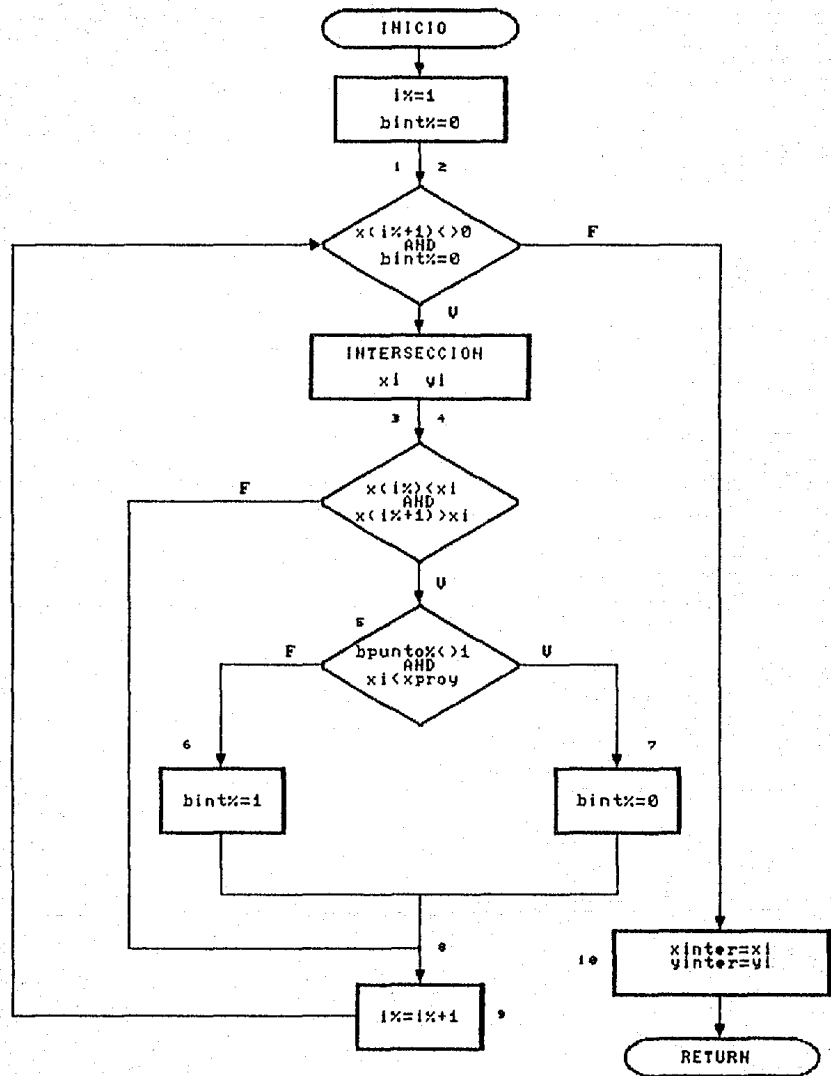 INICIO
i%=1
bint%=0
1 2
x(i%+1)<>0
AND
bint%=0
F
V
INTERSECCION
xi yi
3 4
x(i%)<xi
AND
x(i%+1)>xi
F
V
5
bpunto%<>1
AND
xi<xproy
F
V
6
7
bint%=1
bint%=0
8
i%=i%+1
9
10
xinter=xi
yinter=yi
RETURN